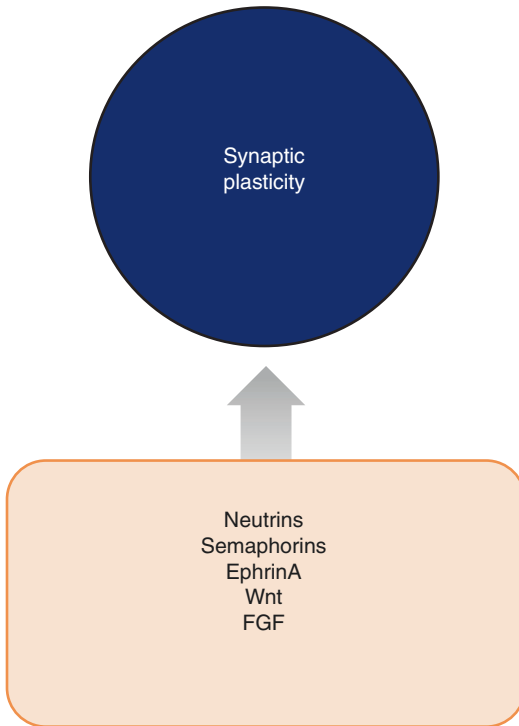 Synaptic
plasticity
Neutrins
Semaphorins
EphrinA
Wnt
FGF